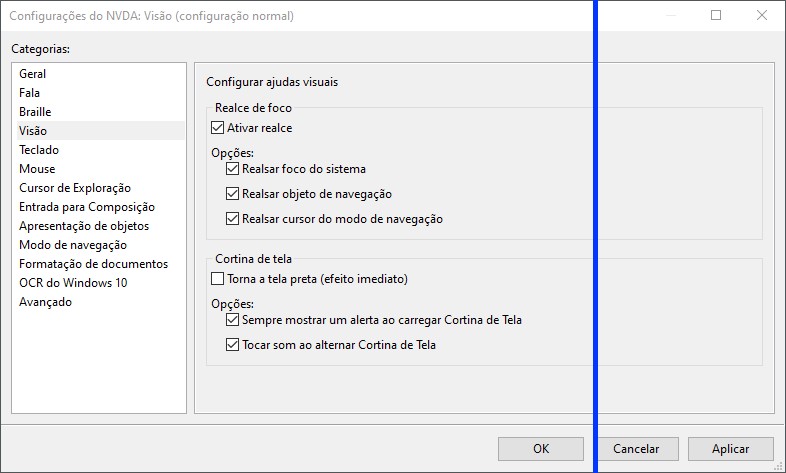 Configurações do NVDA: Visão (configuração normal)
Categorias:
Geral
Fala
Braille
Visão
Teclado
Mouse
Cursor de Exploração
Entrada para Composição
Apresentação de objetos
Modo de navegação
Formatação de documentos
OCR do Windows 10
Avançado
Configurar ajudas visuais
Realce de foco
Ativar realce
Opções:
Realsar foco do sistema
Realsar objeto de navegação
Realsar cursor do modo de navegação
Cortina de tela
Torna a tela preta (efeito imediato)
Opções:
Sempre mostrar um alerta ao carregar Cortina de Tela
Tocar som ao alternar Cortina de Tela
OK
Cancelar
Aplicar